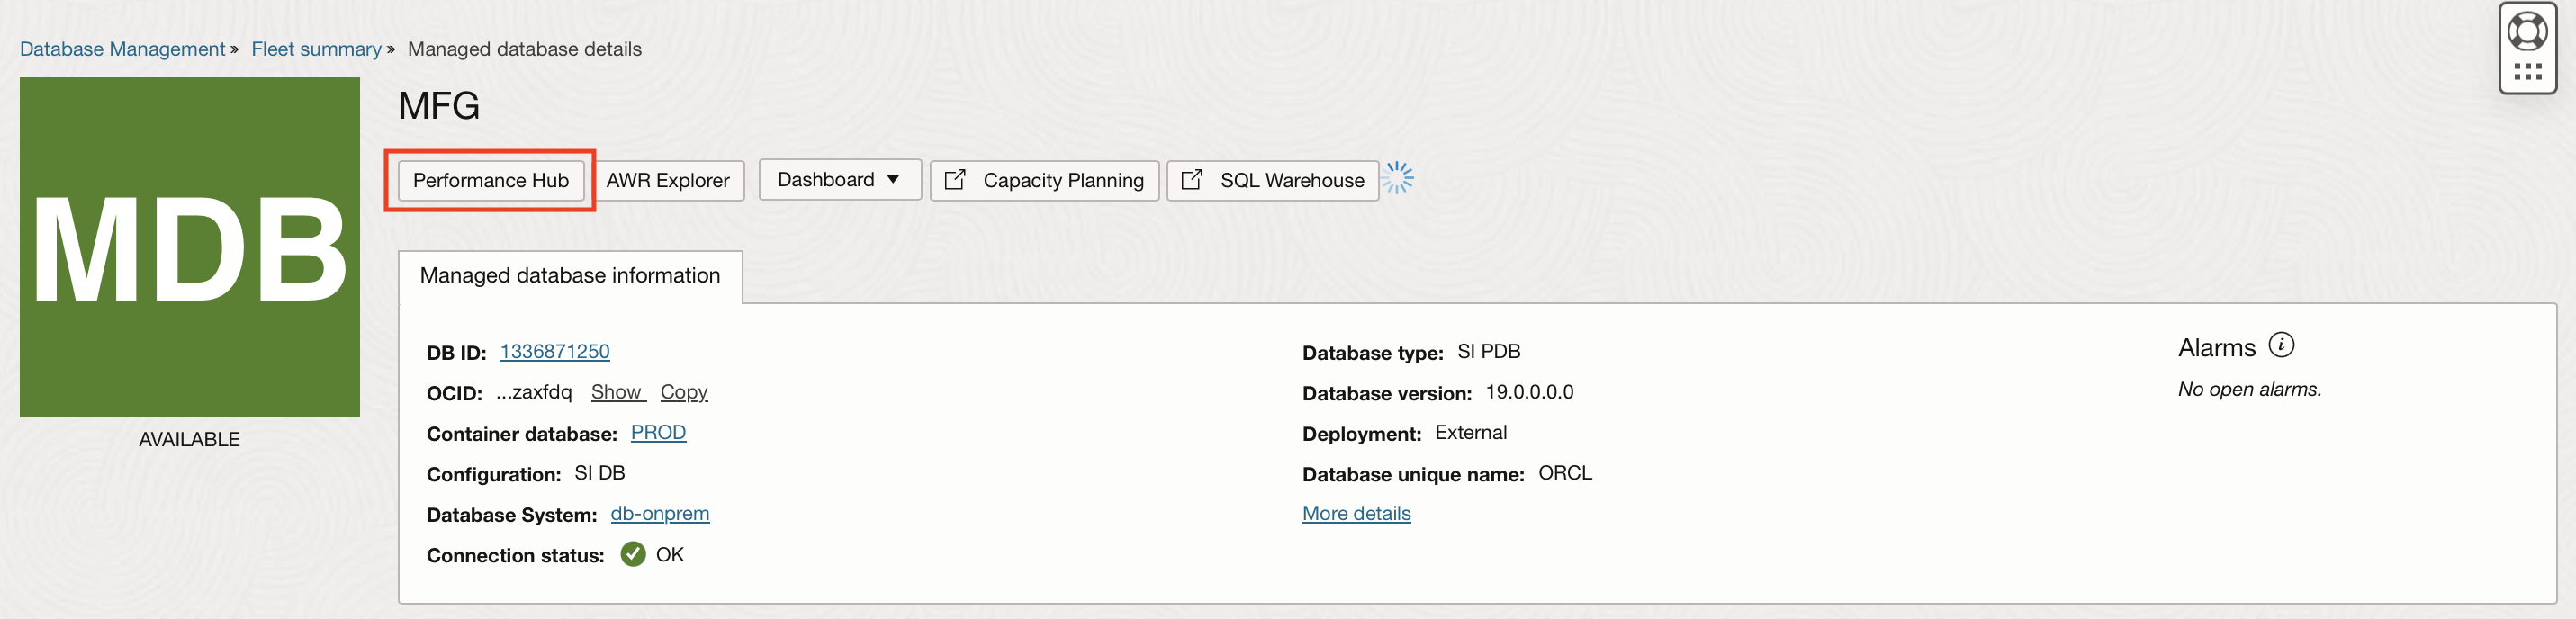 Database Management » Fleet summary » Managed database details
MDB
AVAILABLE
MFG
Performance Hub AWR Explorer Dashboard Capacity Planning SQL Warehouse
Managed database information
DB ID: 1336871250
OCID: ...zaxfdq Show Copy
Container database: PROD
Configuration: SI DB
Database System: db-onprem
Connection status: OK
Database type: SI PDB
Database version: 19.0.0.0.0
Deployment: External
Database unique name: ORCL
More details
Alarms i
No open alarms.